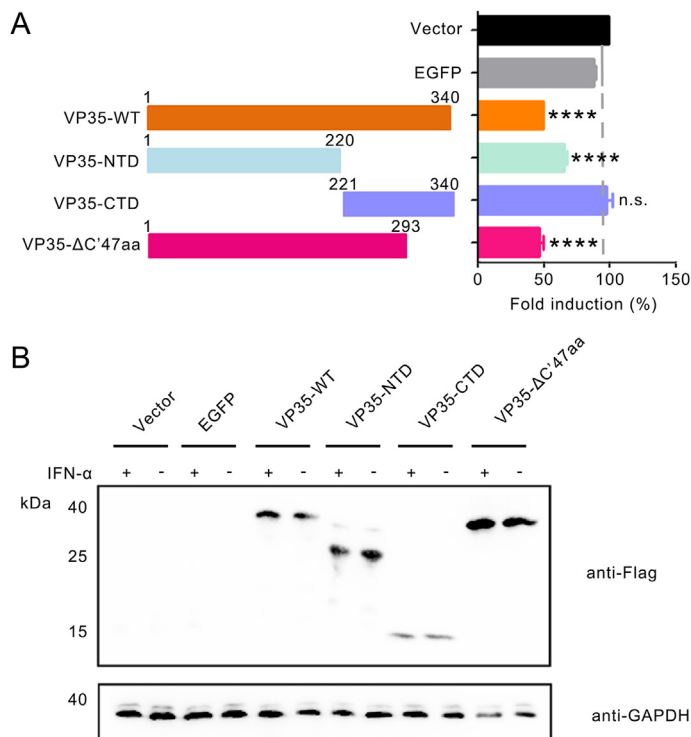 A
Vector
EGFP
1 340
VP35-WT
****
1 220
VP35-NTD
****
221 340
VP35-CTD
n.s.
1 293
VP35-ΔC'47aa
****
0 50 100 150
Fold induction (%)
B
Vector EGFP VP35-WT VP35-NTD VP35-CTD VP35-ΔC'47aa
IFN-α + - + - + - + - + - + -
kDa
40
25
15
anti-Flag
40
anti-GAPDH